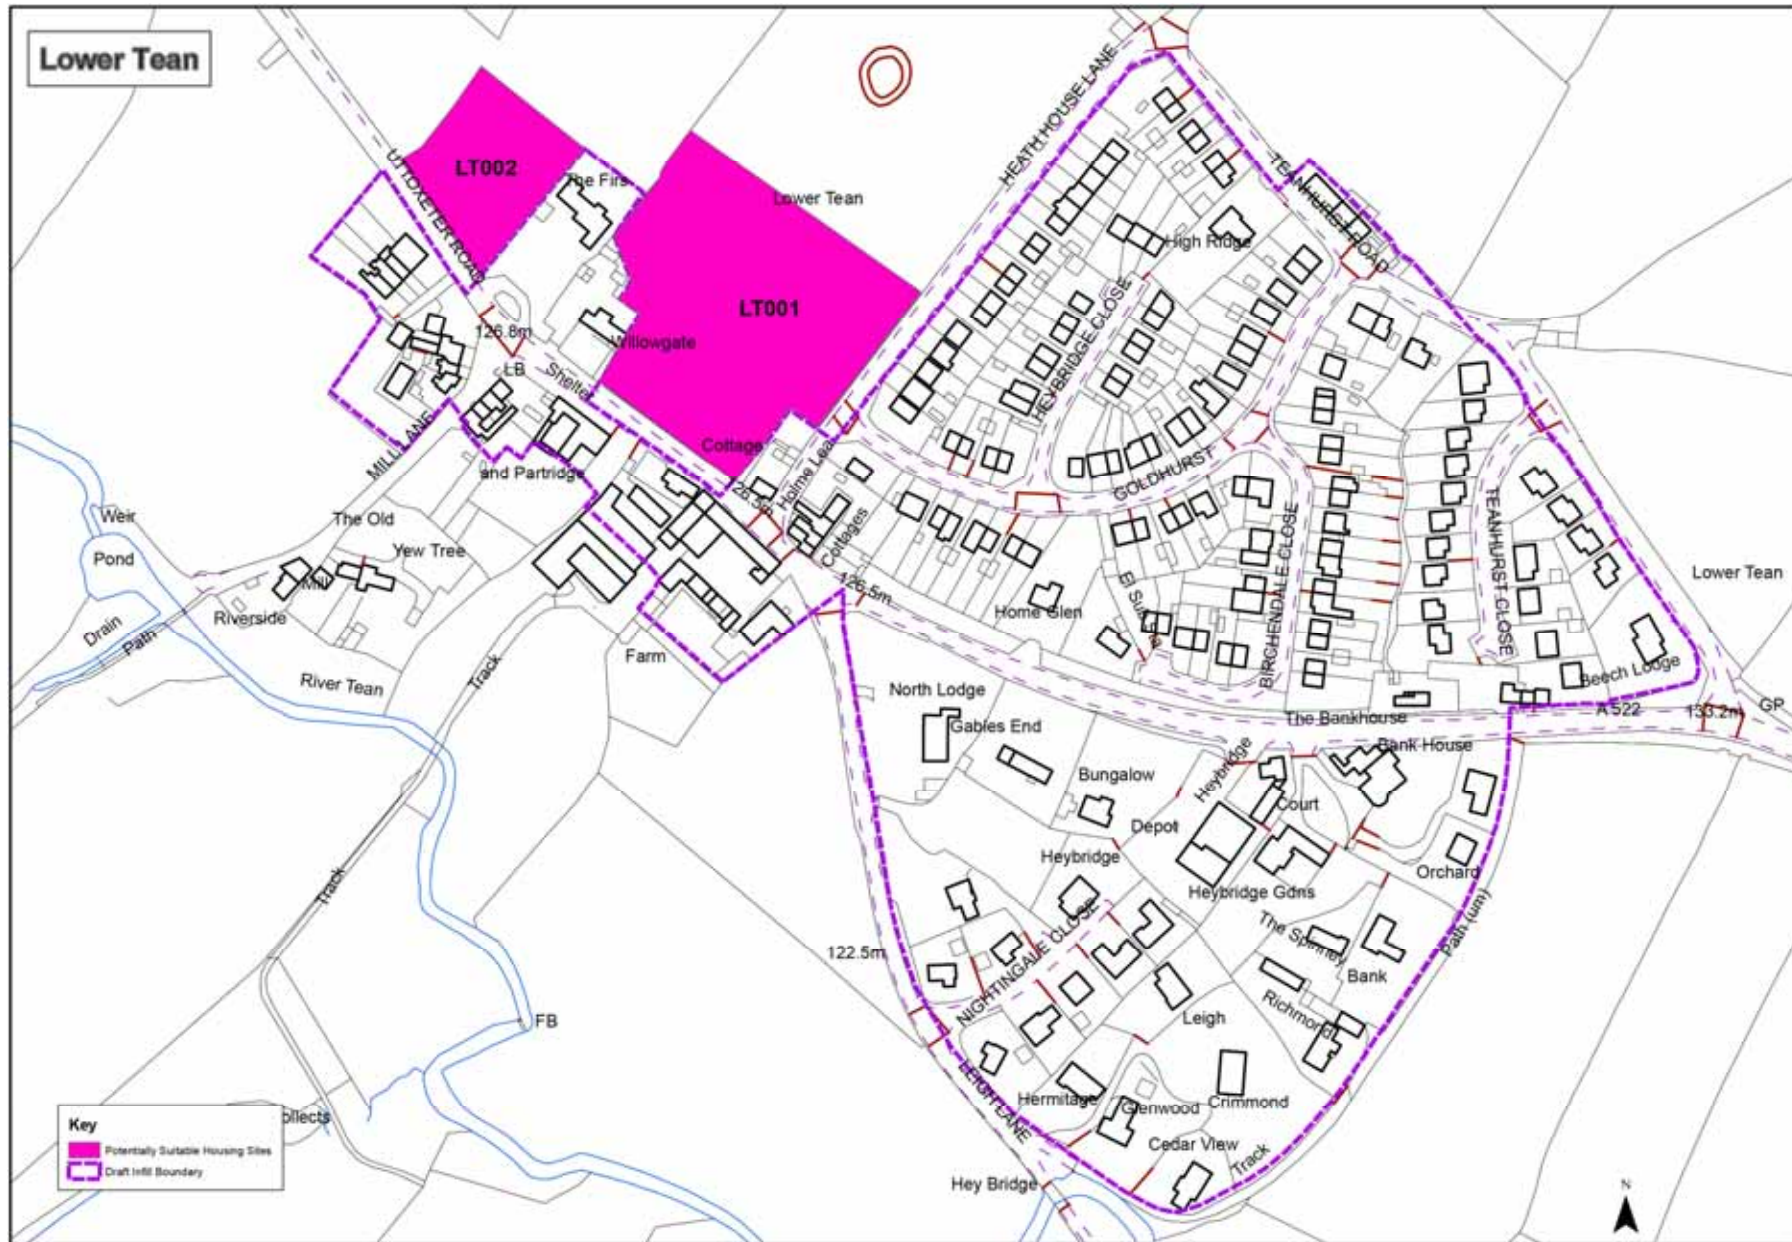 Lower Tean
HEATH HOUSE LANE
UTTOXETER ROAD
LT002
The Firs
Lower Tean
TEANHURST ROAD
High Ridge
LT001
126.8m
Willowgate
LB
Shelter
HEYBRIDGE CLOSE
MILL LANE
Cottage
Holme Lea
26.5m
and Partridge
GOLDHURST
TEANHURST CLOSE
Weir
The Old
Yew Tree
Pond
Mill
Cottages
BIRCHENDALE CLOSE
126.5m
Lower Tean
Riverside
Home Glen
Drain
Path
Farm
River Tean
Track
North Lodge
Beech Lodge
Gables End
The Bankhouse
A 522
133.2m
GP
Bank House
Heybridge
Bungalow
Court
Depot
Heybridge
Orchard
Heybridge Gdns
Track
The Spinney
Path (um)
122.5m
NIGHTINGALE CLOSE
Bank
Richmond
FB
Leigh
LEIGH LANE
Hermitage
Glenwood
Crimmond
Cedar View
Track
Hey Bridge
ollects
Key
Potentially Suitable Housing Sites
Draft Infill Boundary
N